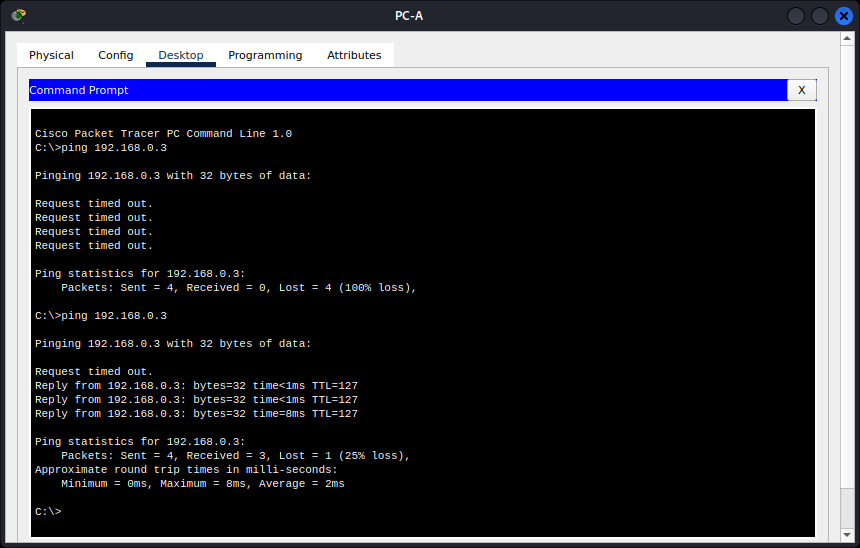 PC-A
Physical Config Desktop Programming Attributes
Command Prompt X
Cisco Packet Tracer PC Command Line 1.0
C:\>ping 192.168.0.3
Pinging 192.168.0.3 with 32 bytes of data:
Request timed out.
Request timed out.
Request timed out.
Request timed out.
Ping statistics for 192.168.0.3:
    Packets: Sent = 4, Received = 0, Lost = 4 (100% loss),
C:\>ping 192.168.0.3
Pinging 192.168.0.3 with 32 bytes of data:
Request timed out.
Reply from 192.168.0.3: bytes=32 time<1ms TTL=127
Reply from 192.168.0.3: bytes=32 time<1ms TTL=127
Reply from 192.168.0.3: bytes=32 time=8ms TTL=127
Ping statistics for 192.168.0.3:
    Packets: Sent = 4, Received = 3, Lost = 1 (25% loss),
Approximate round trip times in milli-seconds:
    Minimum = 0ms, Maximum = 8ms, Average = 2ms
C:\>